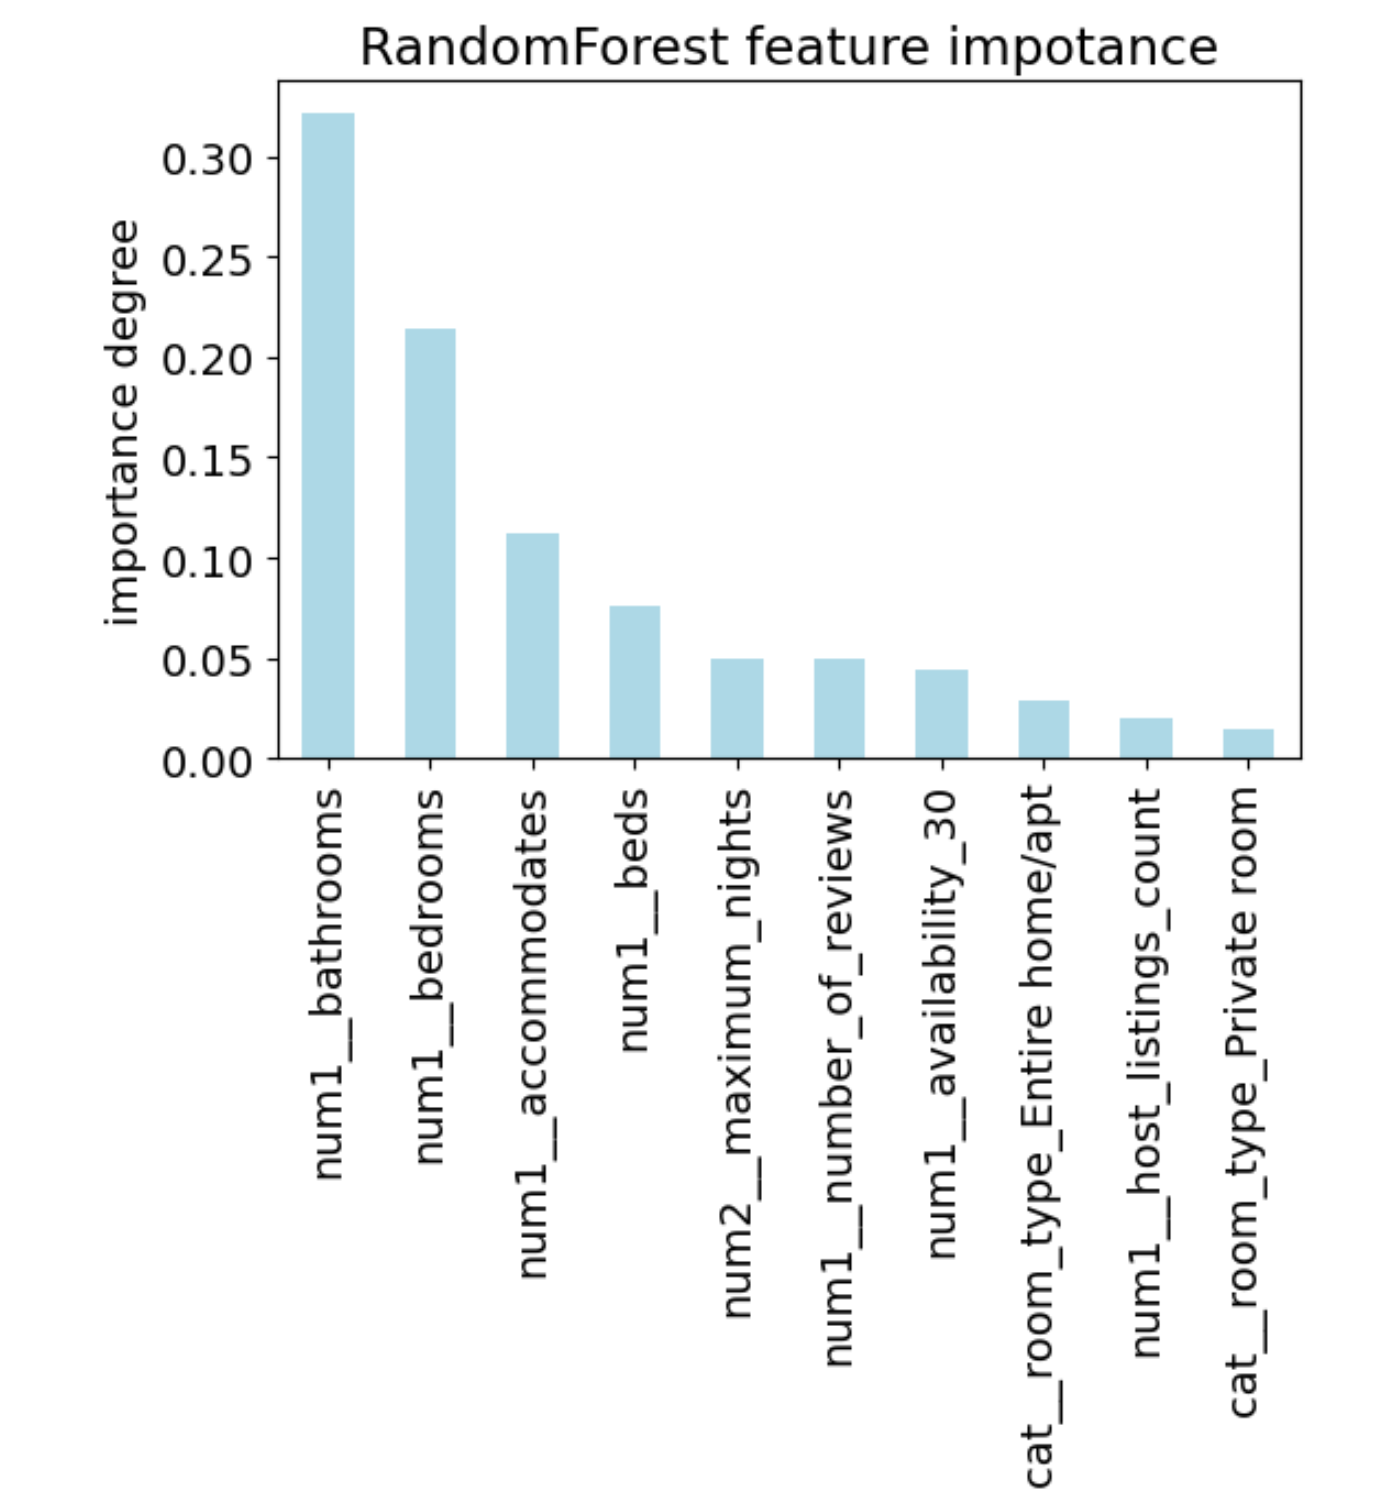 RandomForest feature impotance
importance degree
0.30
0.25
0.20
0.15
0.10
0.05
0.00
num1__bathrooms
num1__bedrooms
num1__accommodates
num1__beds
num2__maximum_nights
num1__number_of_reviews
num1__availability_30
cat__room_type_Entire home/apt
num1__host_listings_count
cat__room_type_Private room